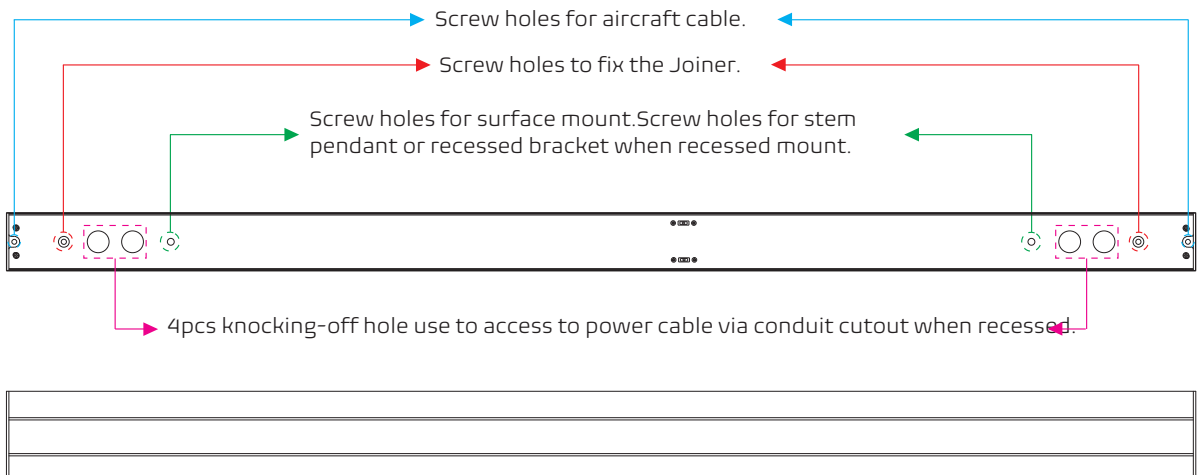 Screw holes for aircraft cable.
Screw holes to fix the Joiner.
Screw holes for surface mount.Screw holes for stem
pendant or recessed bracket when recessed mount.
4pcs knocking-off hole use to access to power cable via conduit cutout when recessed.